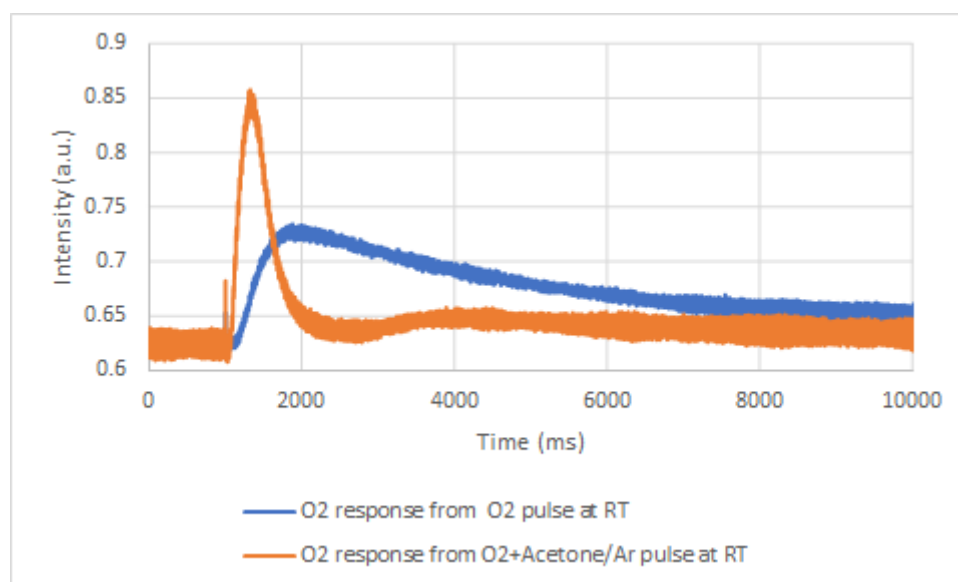 0.9
0.85
0.8
0.75
0.7
0.65
0.6
Intensity (a.u.)
0 2000 4000 6000 8000 10000
Time (ms)
O2 response from  O2 pulse at RT
O2 response from O2+Acetone/Ar pulse at RT